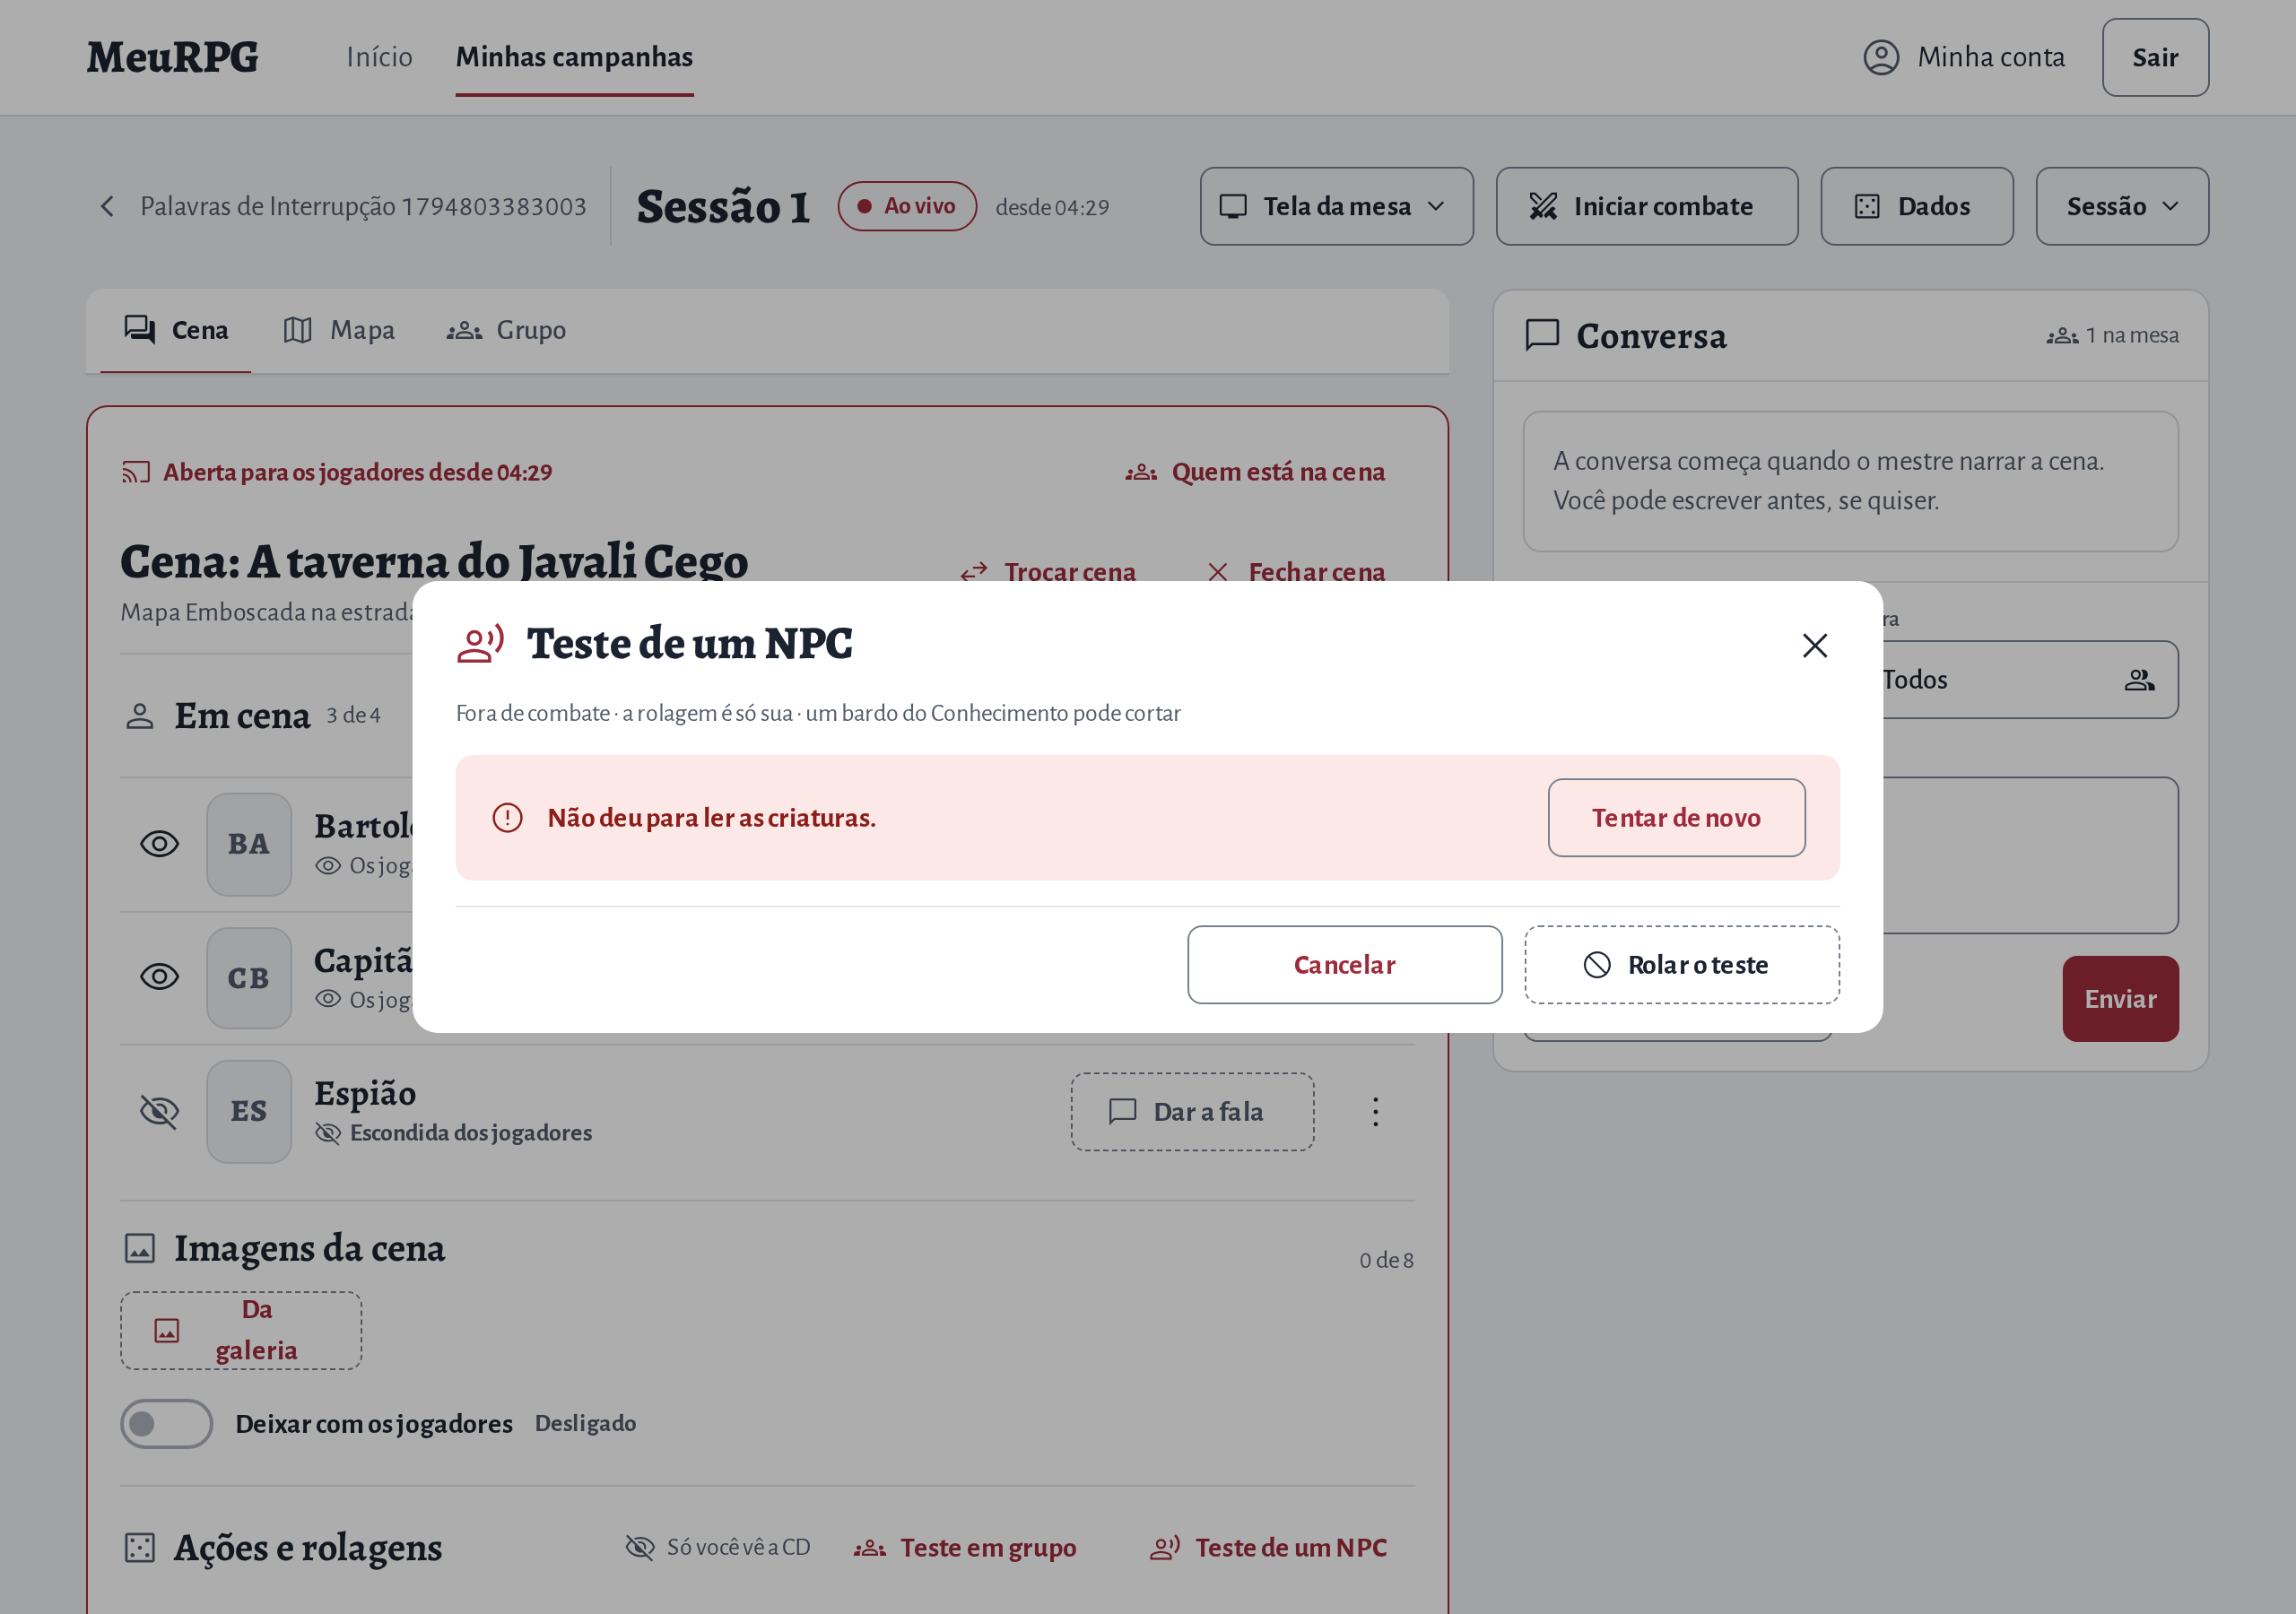 MeuRPG
Início
Minhas campanhas
Minha conta
Sair
Palavras de Interrupção 1794803383003
Sessão 1
Ao vivo
desde 04:29
Tela da mesa
Iniciar combate
Dados
Sessão
Cena
Mapa
Grupo
Conversa
1 na mesa
Aberta para os jogadores desde 04:29
Quem está na cena
A conversa começa quando o mestre narrar a cena.
Você pode escrever antes, se quiser.
Cena: A taverna do Javali Cego
Trocar cena
Fechar cena
Mapa Emboscada na estrada
Teste de um NPC
Todos
Fora de combate · a rolagem é só sua · um bardo do Conhecimento pode cortar
Em cena
3 de 4
Não deu para ler as criaturas.
Tentar de novo
BA
Os jog
CB
Os jog
Cancelar
Rolar o teste
Enviar
ES
Espião
Escondida dos jogadores
Dar a fala
Imagens da cena
0 de 8
Da
galeria
Deixar com os jogadores
Desligado
Ações e rolagens
Só você vê a CD
Teste em grupo
Teste de um NPC